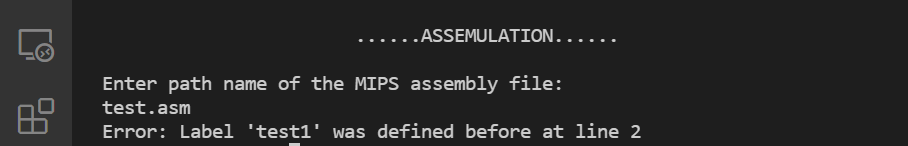 ......ASSEMULATION......
Enter path name of the MIPS assembly file:
test.asm
Error: Label 'test1' was defined before at line 2